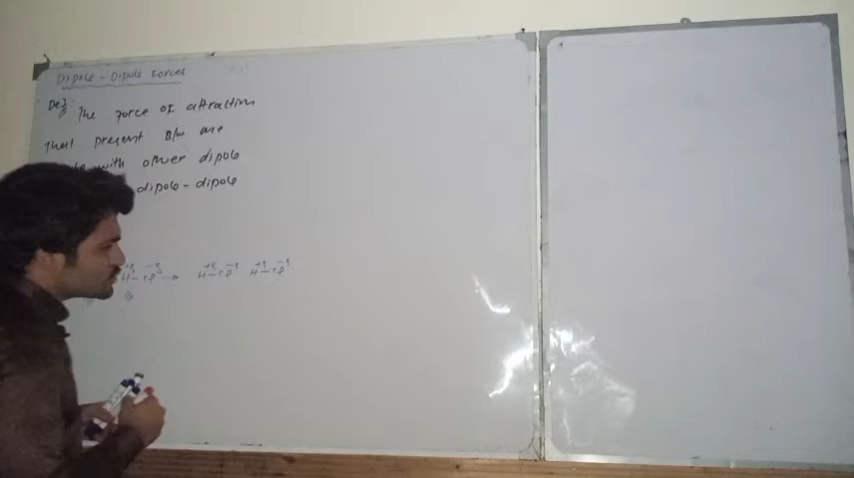 Dipole - Dipole Forces
Def: The force of attraction
that present B/w are
with other dipole
dipole - dipole
+δ -δ +δ -δ +δ -δ
H - Cl → H - Cl H - Cl